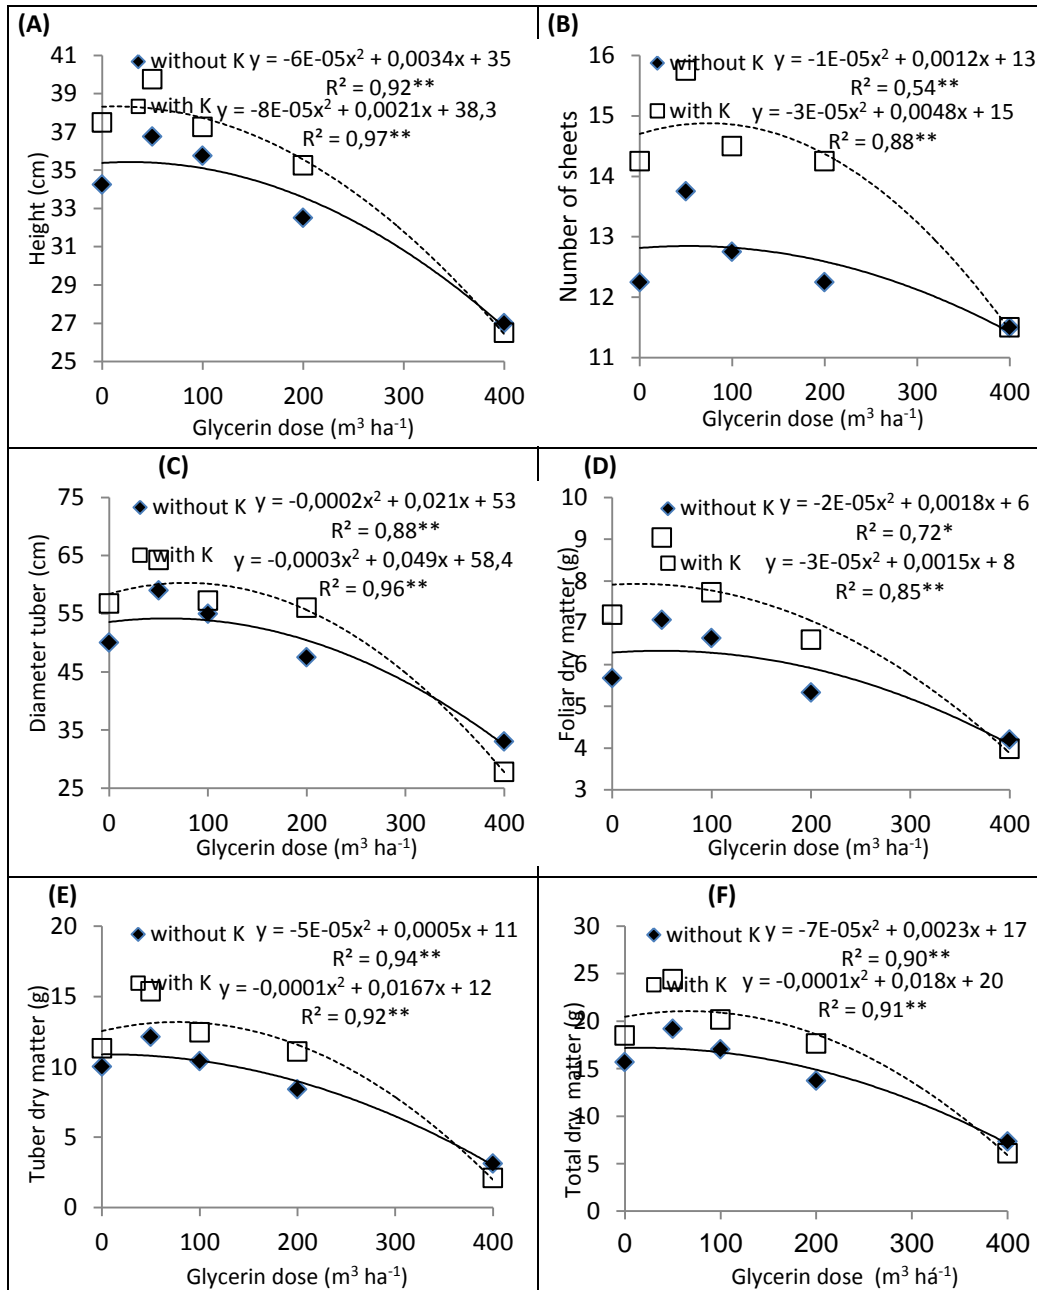 (A)
without K y = -6E-05x² + 0,0034x + 35
R² = 0,92**
with K y = -8E-05x² + 0,0021x + 38,3
R² = 0,97**
Height (cm)
41
39
37
35
33
31
29
27
25
0 100 200 300 400
Glycerin dose (m³ ha⁻¹)
(B)
without K y = -1E-05x² + 0,0012x + 13
R² = 0,54**
with K y = -3E-05x² + 0,0048x + 15
R² = 0,88**
Number of sheets
16
15
14
13
12
11
0 100 200 300 400
Glycerin dose (m³ ha⁻¹)
(C)
without K y = -0,0002x² + 0,021x + 53
R² = 0,88**
with K y = -0,0003x² + 0,049x + 58,4
R² = 0,96**
Diameter tuber (cm)
75
65
55
45
35
25
0 100 200 300 400
Glycerin dose (m³ ha⁻¹)
(D)
without K y = -2E-05x² + 0,0018x + 6
R² = 0,72*
with K y = -3E-05x² + 0,0015x + 8
R² = 0,85**
Foliar dry matter (g)
10
9
8
7
6
5
4
3
0 100 200 300 400
Glycerin dose (m³ ha⁻¹)
(E)
without K y = -5E-05x² + 0,0005x + 11
R² = 0,94**
with K y = -0,0001x² + 0,0167x + 12
R² = 0,92**
Tuber dry matter (g)
20
15
10
5
0
0 100 200 300 400
Glycerin dose (m³ ha⁻¹)
(F)
without K y = -7E-05x² + 0,0023x + 17
R² = 0,90**
with K y = -0,0001x² + 0,018x + 20
R² = 0,91**
Total dry matter (g)
30
25
20
15
10
5
0
0 100 200 300 400
Glycerin dose (m³ há⁻¹)